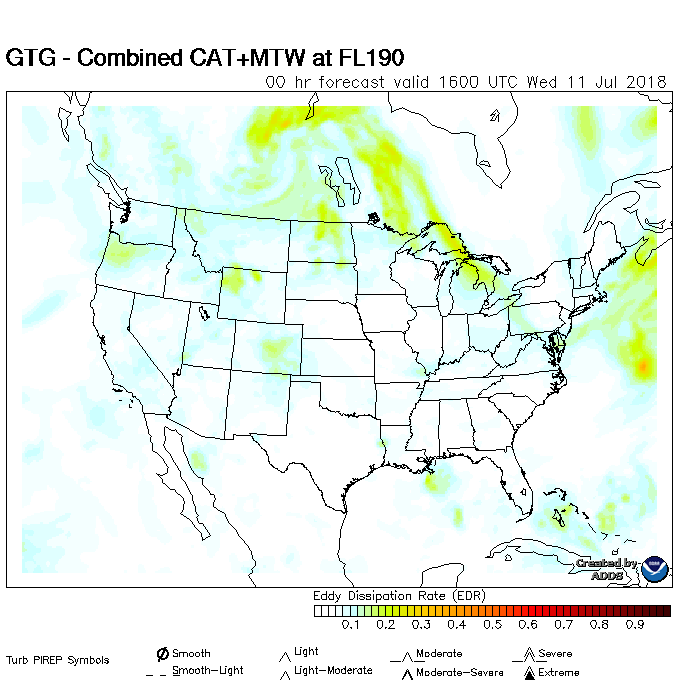 GTG - Combined CAT+MTW at FL190
00 hr forecast valid 1600 UTC Wed 11 Jul 2018
Created by
ADDS
Eddy Dissipation Rate (EDR)
0.1 0.2 0.3 0.4 0.5 0.6 0.7 0.8 0.9
Turb PIREP Symbols
Smooth
Light
Moderate
Severe
Smooth-Light
Light-Moderate
Moderate-Severe
Extreme